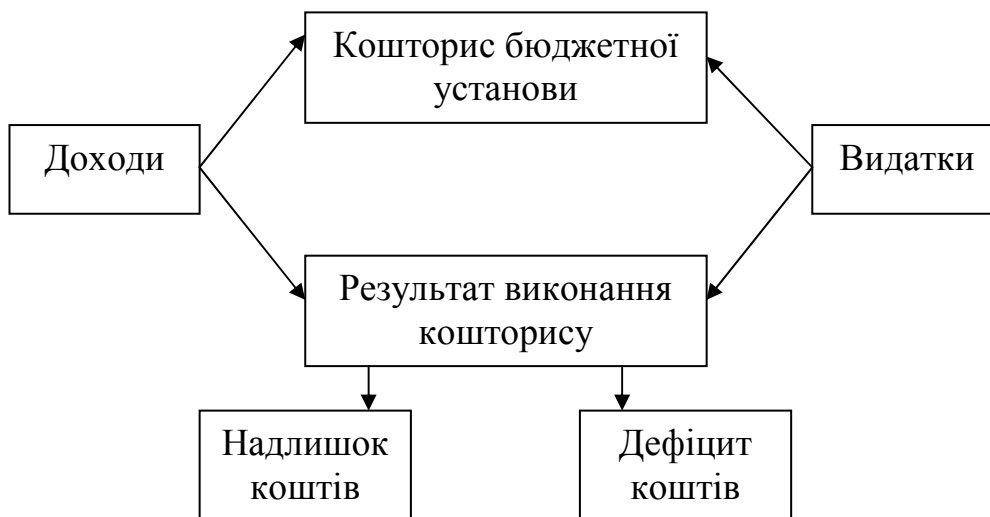 Кошторис бюджетної
установи
Доходи
Видатки
Результат виконання
кошторису
Надлишок
коштів
Дефіцит
коштів